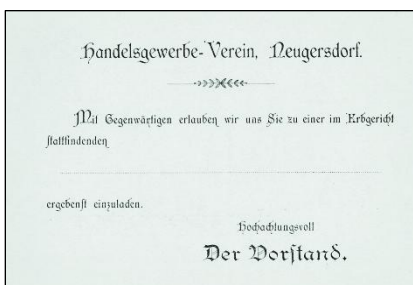 Handelsgewerbe-Verein, Neugersdorf.
Mit Gegenwärtigen erlauben wir uns Sie zu einer im Erbgericht
stattfindenden
ergebenst einzuladen.
Hochachtungsvoll
Der Vorstand.